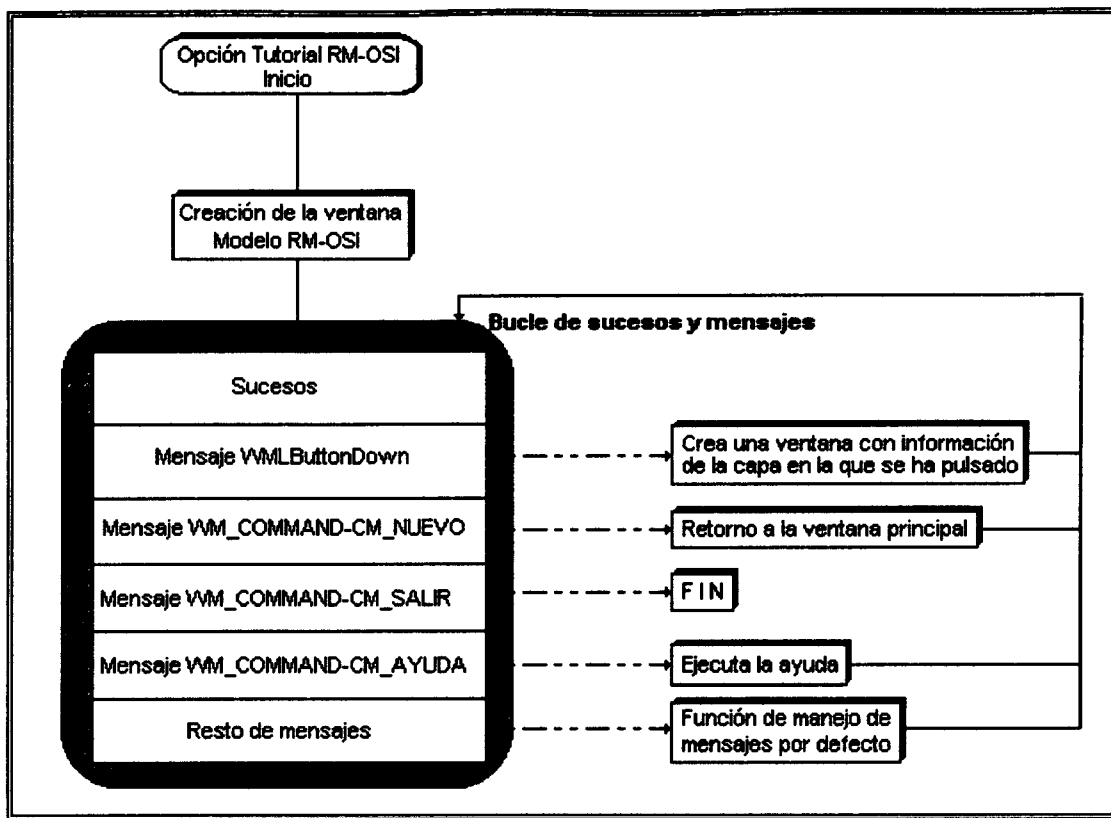 Opción Tutorial RM-OSI
Inicio
Creación de la ventana
Modelo RM-OSI
Bucle de sucesos y mensajes
Sucesos
Mensaje WMLButtonDown
Crea una ventana con información
de la capa en la que se ha pulsado
Mensaje WM_COMMAND-CM_NUEVO
Retorno a la ventana principal
Mensaje WM_COMMAND-CM_SALIR
F I N
Mensaje WM_COMMAND-CM_AYUDA
Ejecuta la ayuda
Resto de mensajes
Función de manejo de
mensajes por defecto